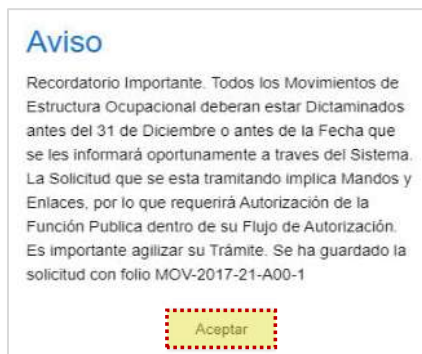 Aviso
Recordatorio Importante. Todos los Movimientos de
Estructura Ocupacional deberan estar Dictaminados
antes del 31 de Diciembre o antes de la Fecha que
se les informará oportunamente a traves del Sistema.
La Solicitud que se esta tramitando implica Mandos y
Enlaces, por lo que requerirá Autorización de la
Función Publica dentro de su Flujo de Autorización.
Es importante agilizar su Trámite. Se ha guardado la
solicitud con folio MOV-2017-21-A00-1
Aceptar